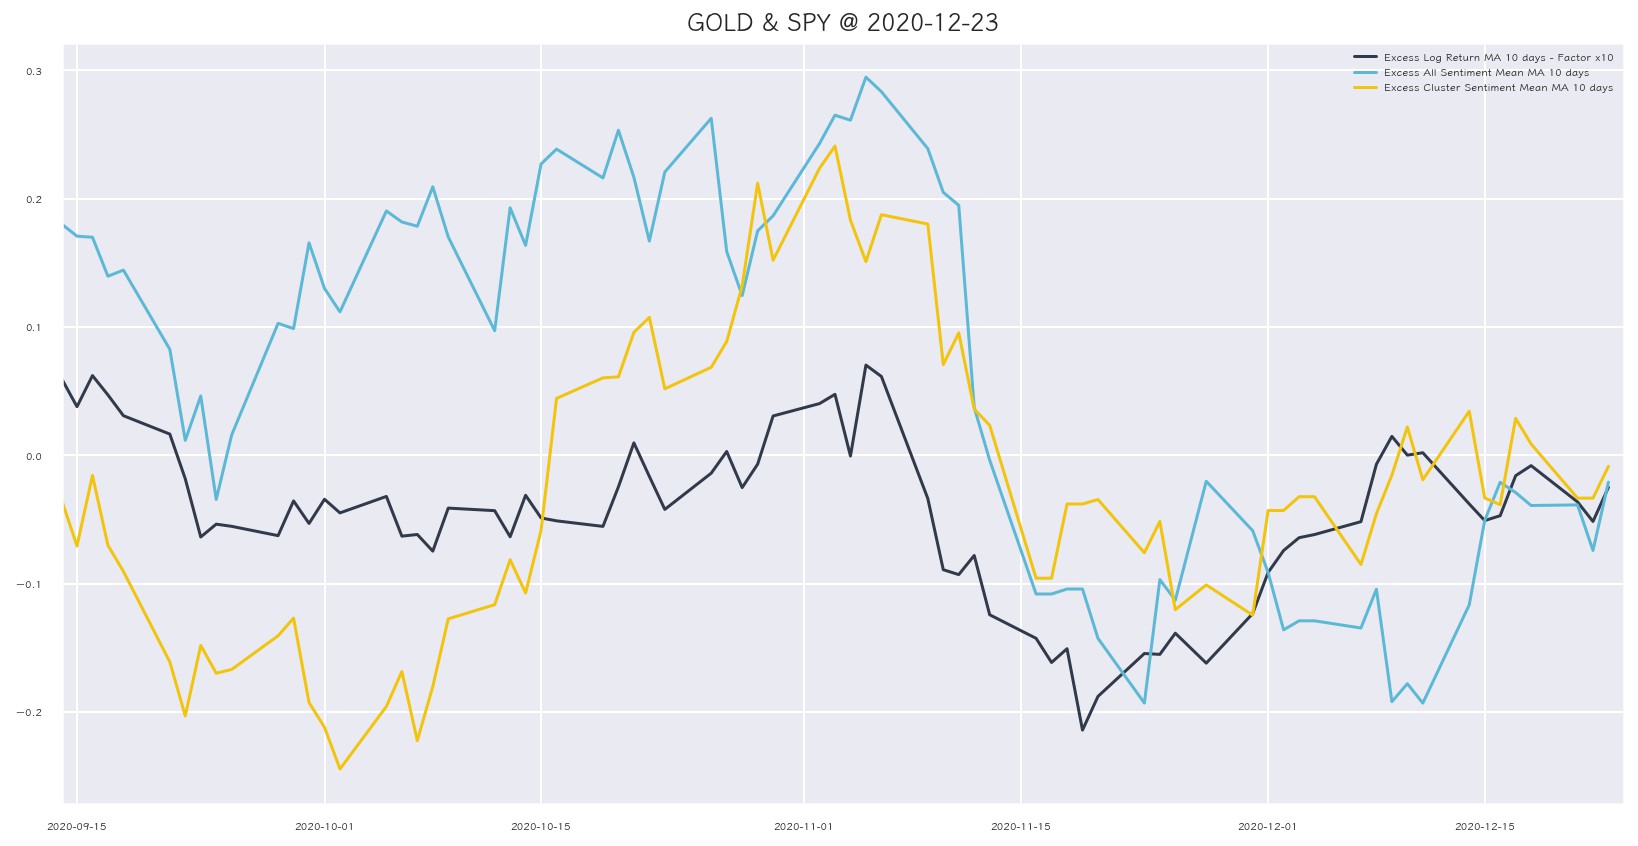 GOLD & SPY @ 2020-12-23
Excess Log Return MA 10 days - Factor x10
Excess All Sentiment Mean MA 10 days
Excess Cluster Sentiment Mean MA 10 days
0.3
0.2
0.1
0.0
−0.1
−0.2
2020-09-15 2020-10-01 2020-10-15 2020-11-01 2020-11-15 2020-12-01 2020-12-15